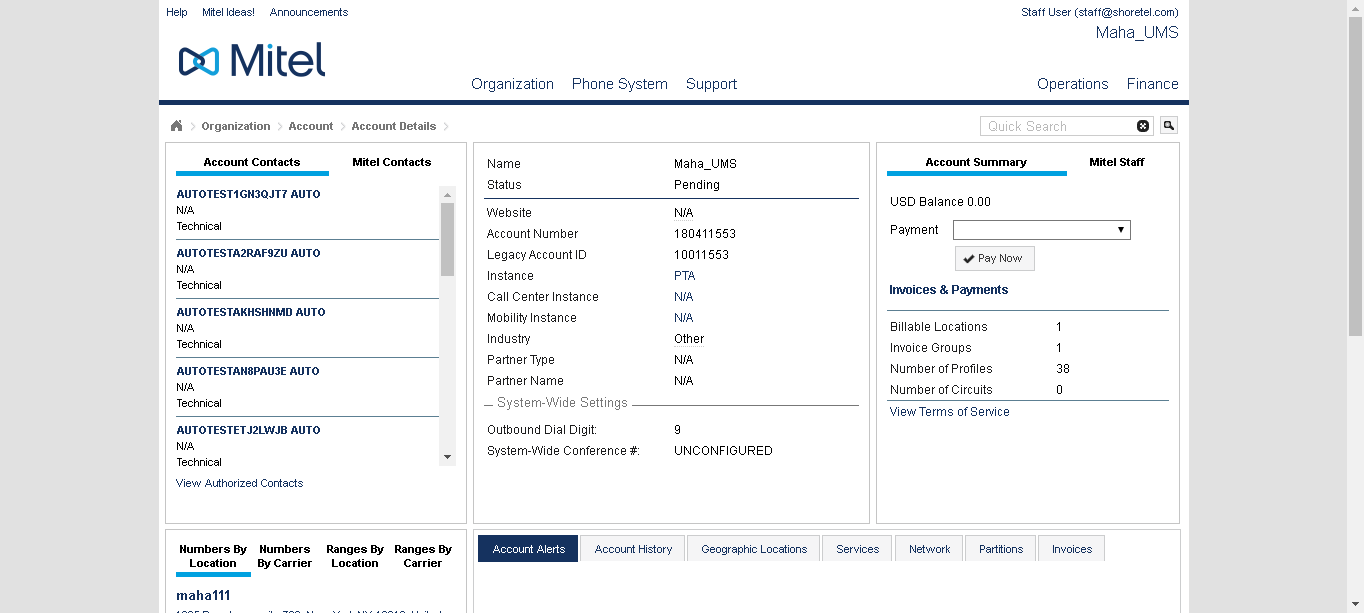 Help Mitel Ideas! Announcements Staff User (staff@shoretel.com)
Maha_UMS
Mitel
Organization Phone System Support Operations Finance
Organization Account Account Details
Quick Search
Account Contacts Mitel Contacts
AUTOTEST1GN3QJT7 AUTO
N/A
Technical
AUTOTESTA2RAF9ZU AUTO
N/A
Technical
AUTOTESTAKHSHNMD AUTO
N/A
Technical
AUTOTESTAN8PAU3E AUTO
N/A
Technical
AUTOTESTETJ2LWJB AUTO
N/A
Technical
View Authorized Contacts
Name Maha_UMS
Status Pending
Website N/A
Account Number 180411553
Legacy Account ID 10011553
Instance PTA
Call Center Instance N/A
Mobility Instance N/A
Industry Other
Partner Type N/A
Partner Name N/A
System-Wide Settings
Outbound Dial Digit: 9
System-Wide Conference #: UNCONFIGURED
Account Summary Mitel Staff
USD Balance 0.00
Payment
Pay Now
Invoices & Payments
Billable Locations 1
Invoice Groups 1
Number of Profiles 38
Number of Circuits 0
View Terms of Service
Numbers By Location Numbers By Carrier Ranges By Location Ranges By Carrier
maha111
Account Alerts Account History Geographic Locations Services Network Partitions Invoices